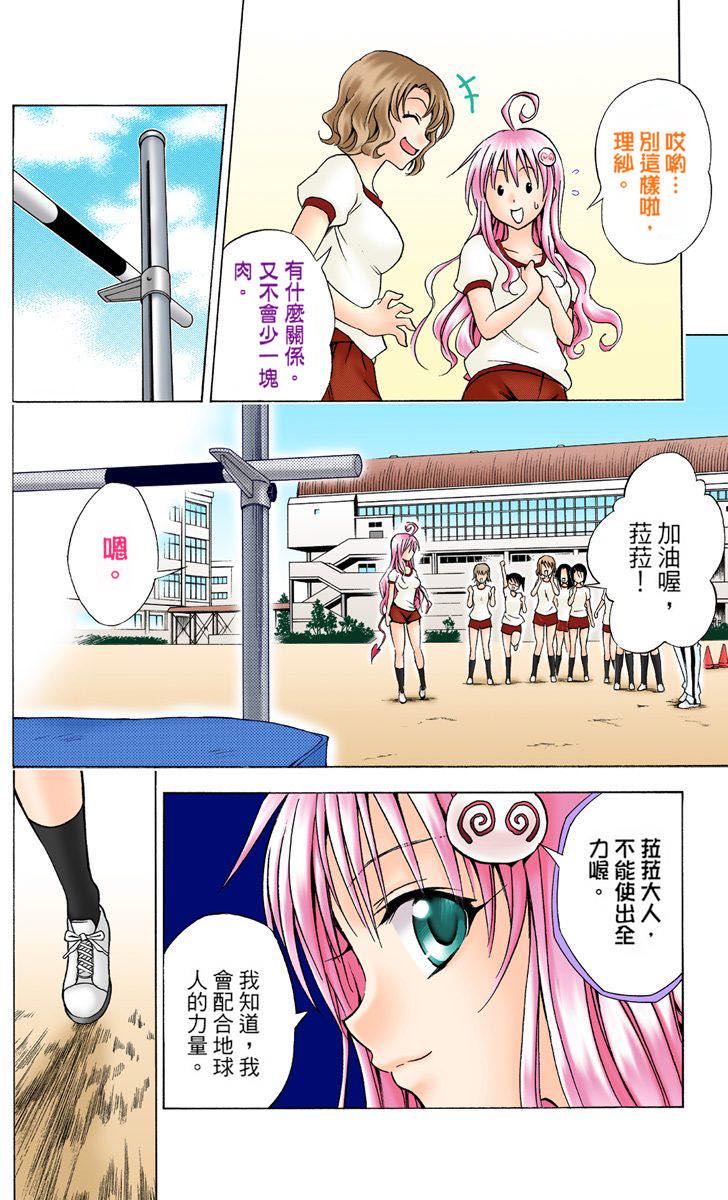 哎喲…
別這樣啦，
理紗。
有什麼關係。
又不會少一塊
肉。
加油喔，
菈菈！
嗯。
菈菈大人，
不能使出全
力喔。
我知道，我
會配合地球
人的力量。